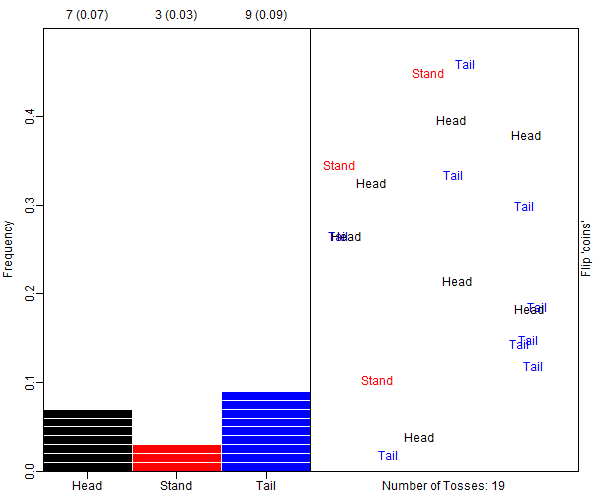 7 (0.07) 3 (0.03) 9 (0.09)
Frequency
0.4
0.3
0.2
0.1
0.0
Head Stand Tail
Tail
Stand
Head
Head
Stand
Tail
Head
Tail
Tail
Head
Head
Tail
Head
Tail
Tail
Tail
Stand
Head
Tail
Flip 'coins'
Number of Tosses: 19